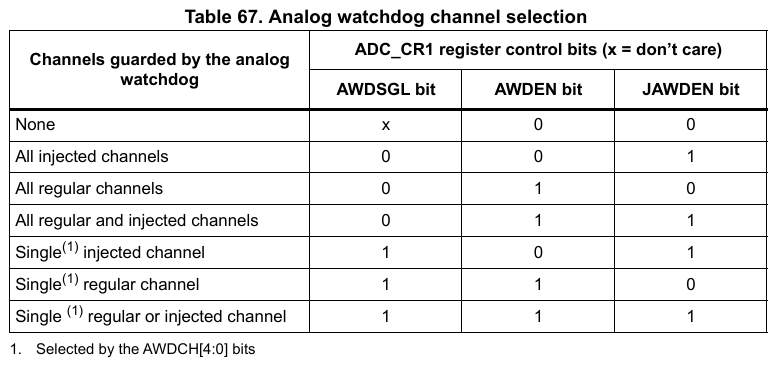 Table 67. Analog watchdog channel selection
Channels guarded by the analog
watchdog
ADC_CR1 register control bits (x = don’t care)
AWDSGL bit AWDEN bit JAWDEN bit
None x 0 0
All injected channels 0 0 1
All regular channels 0 1 0
All regular and injected channels 0 1 1
Single(1) injected channel 1 0 1
Single(1) regular channel 1 1 0
Single (1) regular or injected channel 1 1 1
1. Selected by the AWDCH[4:0] bits